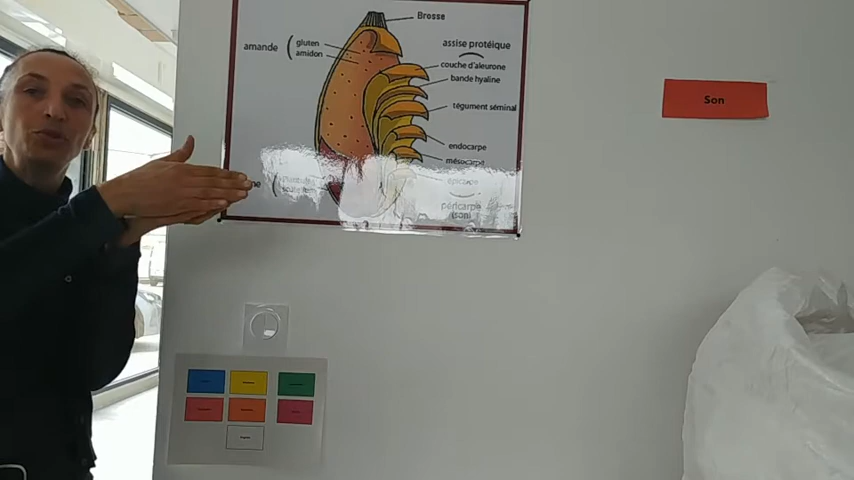 Brosse
amande
gluten
amidon
assise protéique
couche d'aleurone
bande hyaline
tégument séminal
endocarpe
mésocarpe
épicarpe
péricarpe
(son)
Son